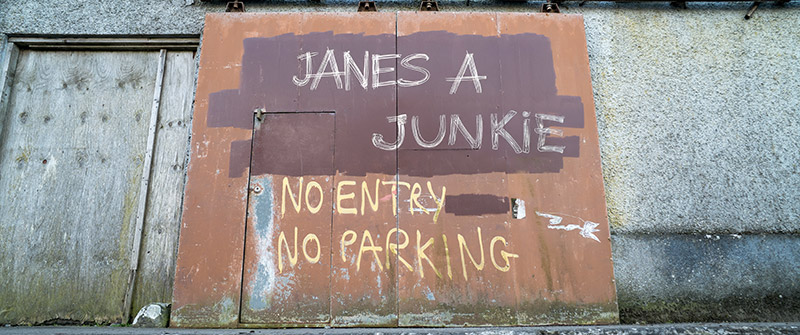 JANES A
JUNKiE
NO ENTRY
NO PARKING